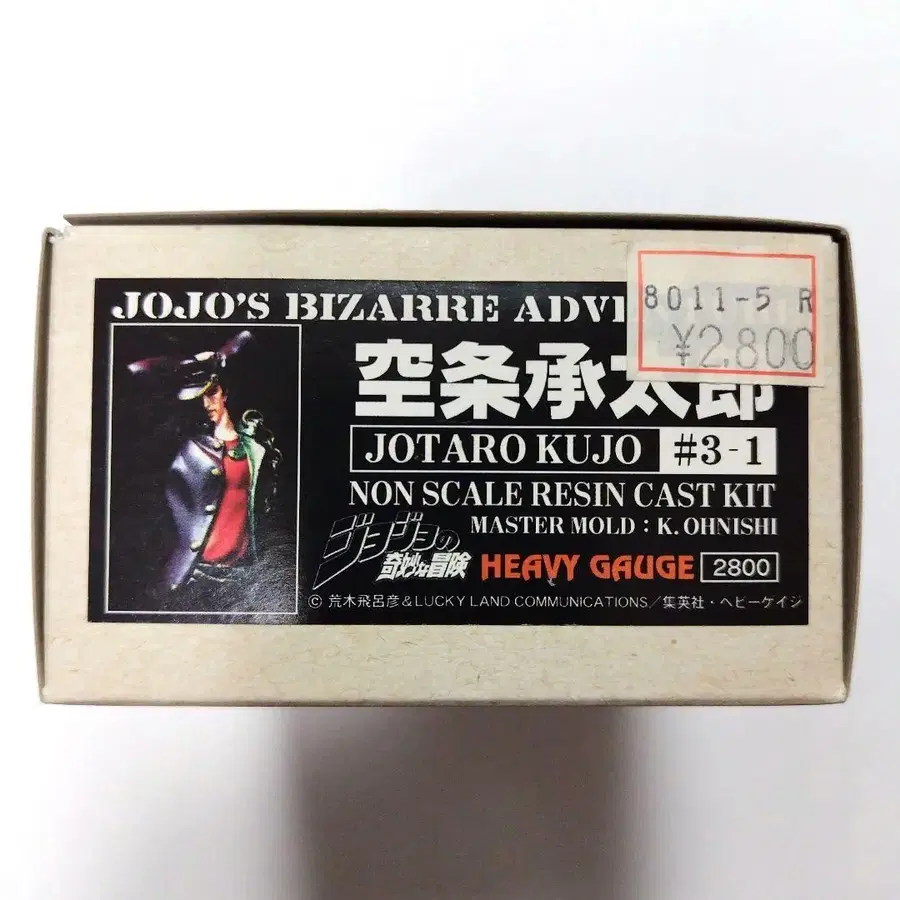 JOJO'S BIZARRE ADVE
8011-5 R
¥2,800
空条承太郎
JOTARO KUJO #3-1
NON SCALE RESIN CAST KIT
MASTER MOLD : K. OHNISHI
ジョジョの
奇妙な冒険
HEAVY GAUGE 2800
© 荒木飛呂彦&LUCKY LAND COMMUNICATIONS/集英社・ヘビーゲイジ